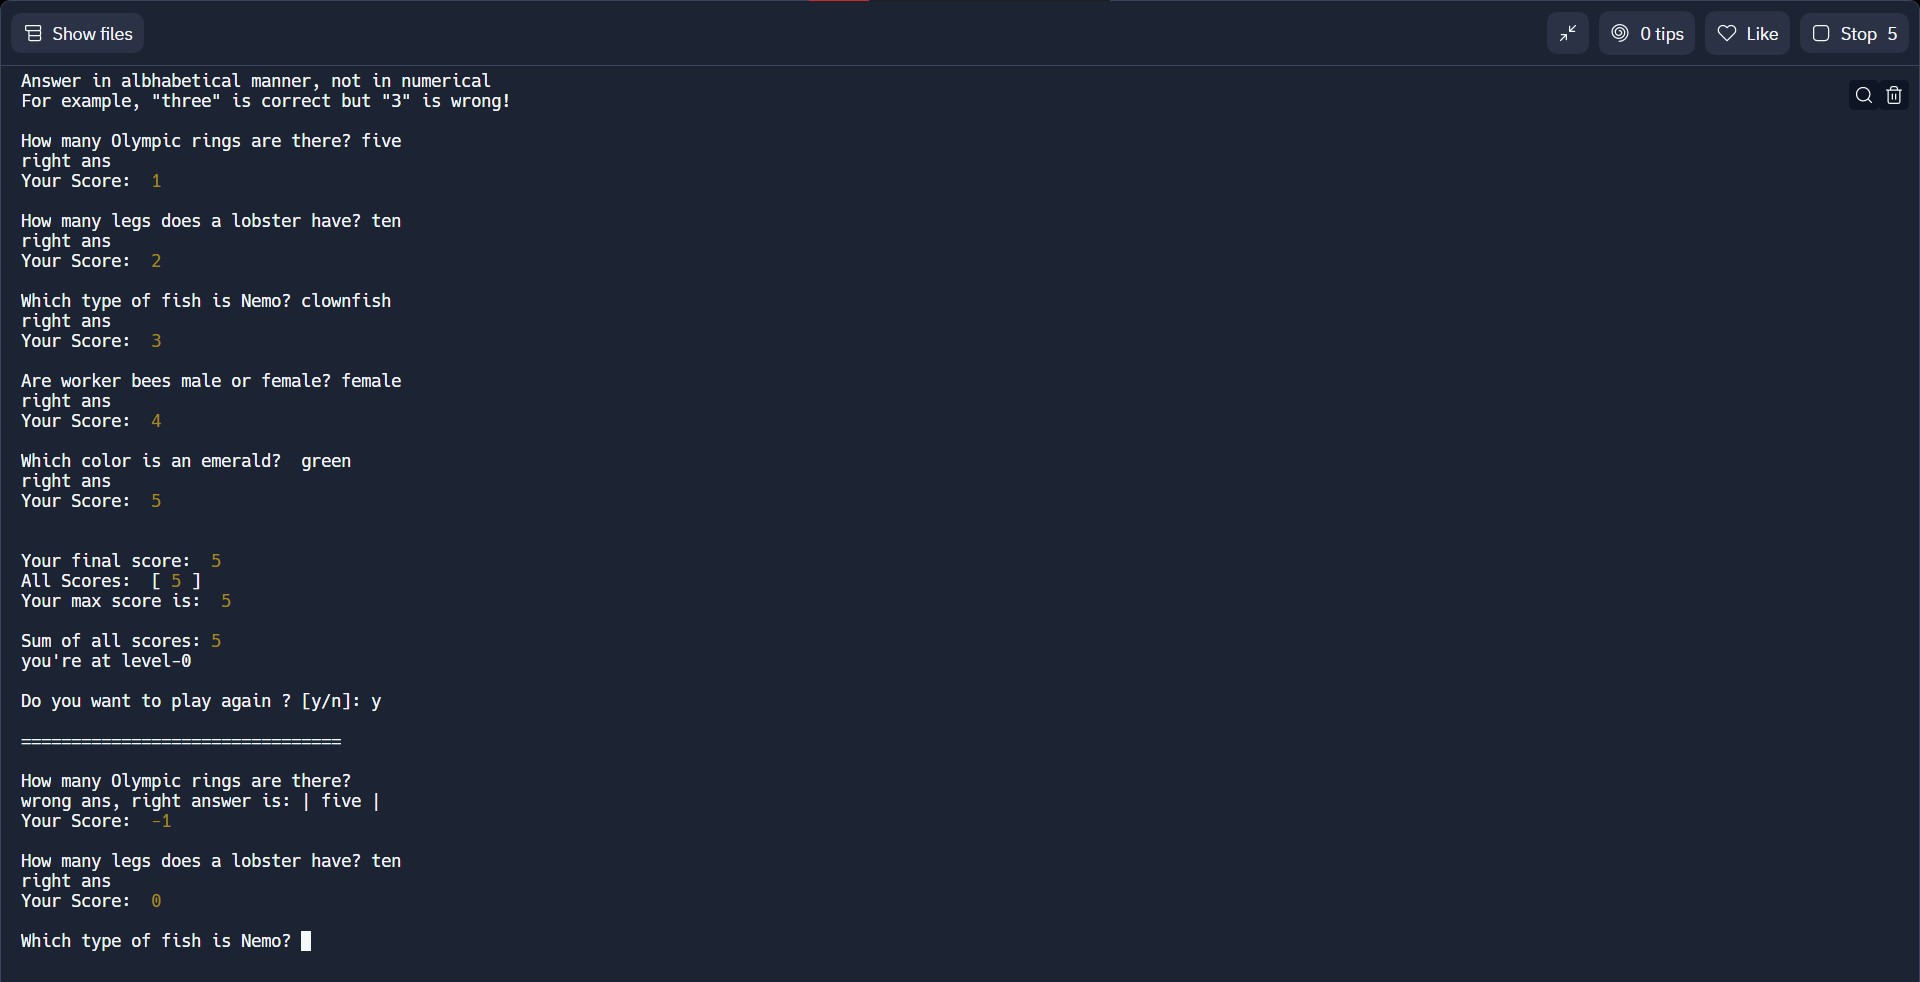 Show files
0 tips
Like
Stop 5
Answer in albhabetical manner, not in numerical
For example, "three" is correct but "3" is wrong!
How many Olympic rings are there? five
right ans
Your Score:  1
How many legs does a lobster have? ten
right ans
Your Score:  2
Which type of fish is Nemo? clownfish
right ans
Your Score:  3
Are worker bees male or female? female
right ans
Your Score:  4
Which color is an emerald?  green
right ans
Your Score:  5
Your final score:  5
All Scores:  [ 5 ]
Your max score is:  5
Sum of all scores: 5
you're at level-0
Do you want to play again ? [y/n]: y
================================
How many Olympic rings are there?
wrong ans, right answer is: | five |
Your Score:  -1
How many legs does a lobster have? ten
right ans
Your Score:  0
Which type of fish is Nemo?